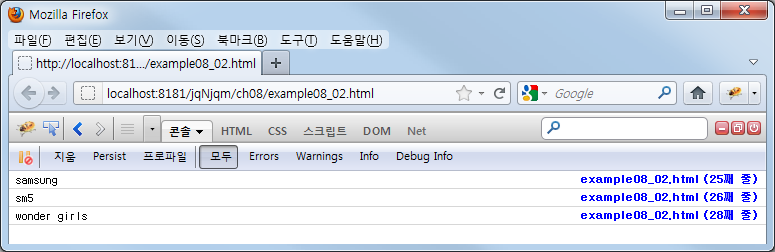 Mozilla Firefox
파일(F) 편집(E) 보기(V) 이동(S) 북마크(B) 도구(T) 도움말(H)
http://localhost:81.../example08_02.html
localhost:8181/jqNjqm/ch08/example08_02.html Google
콘솔 HTML CSS 스크립트 DOM Net
지움 Persist 프로파일 모두 Errors Warnings Info Debug Info
samsung example08_02.html (25째 줄)
sm5 example08_02.html (26째 줄)
wonder girls example08_02.html (28째 줄)